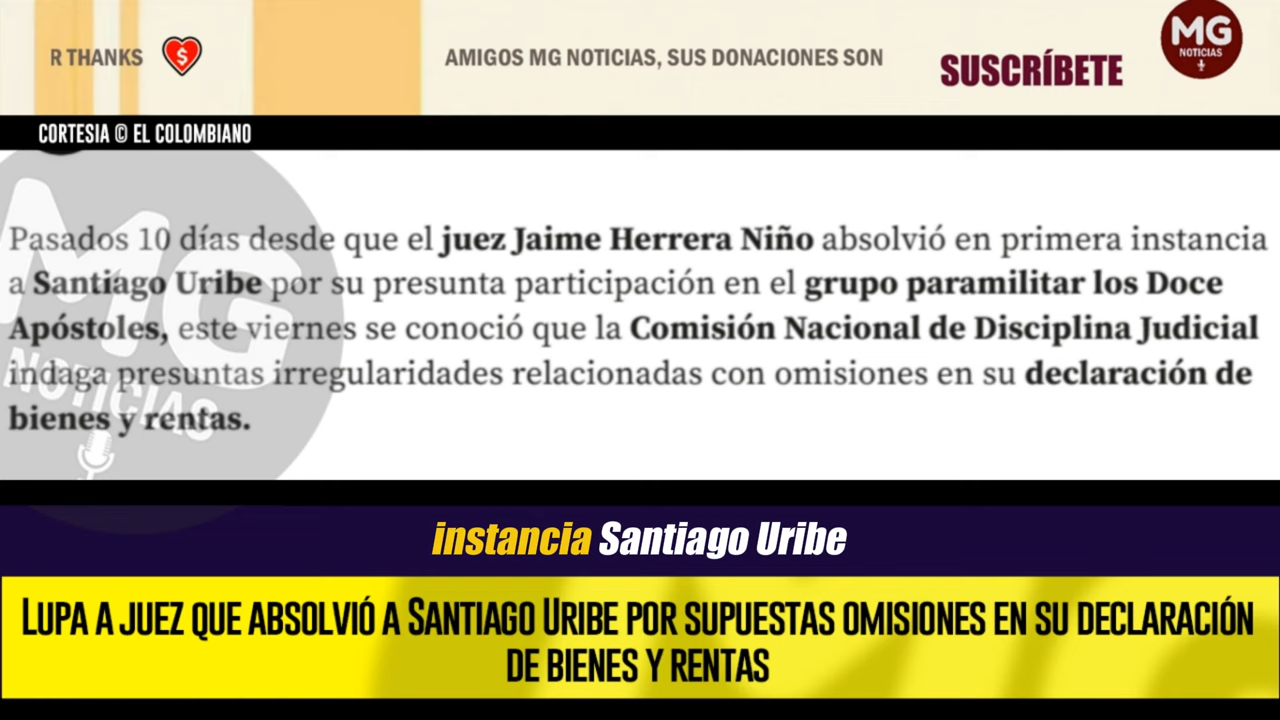 R THANKS
AMIGOS MG NOTICIAS, SUS DONACIONES SON
SUSCRÍBETE
MG
NOTICIAS
CORTESIA © EL COLOMBIANO
Pasados 10 días desde que el juez Jaime Herrera Niño absolvió en primera instancia
a Santiago Uribe por su presunta participación en el grupo paramilitar los Doce
Apóstoles, este viernes se conoció que la Comisión Nacional de Disciplina Judicial
indaga presuntas irregularidades relacionadas con omisiones en su declaración de
bienes y rentas.
MG
NOTICIAS
instancia Santiago Uribe
LUPA A JUEZ QUE ABSOLVIÓ A SANTIAGO URIBE POR SUPUESTAS OMISIONES EN SU DECLARACIÓN
DE BIENES Y RENTAS